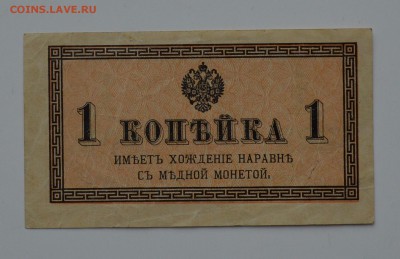 COINS.LAVE.RU
1 КОПѢЙКА 1
ИМѢЕТЪ ХОЖДЕНІЕ НАРАВНѢ
СЪ МѢДНОЙ МОНЕТОЙ.